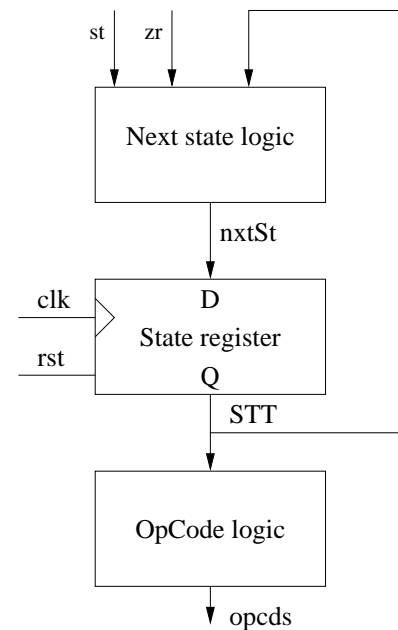 st zr
Next state logic
nxtSt
clk
D
State register
rst
Q
STT
OpCode logic
opcds